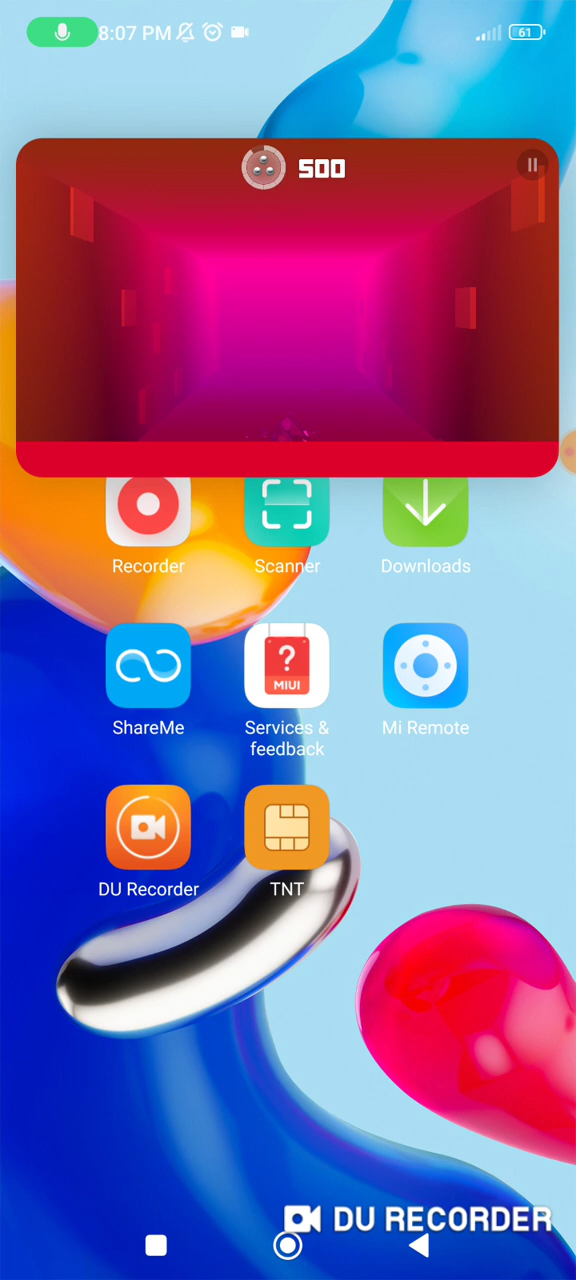 8:07 PM
61
500
Recorder
Scanner
Downloads
ShareMe
?
MIUI
Services &
feedback
Mi Remote
DU Recorder
TNT
DU RECORDER